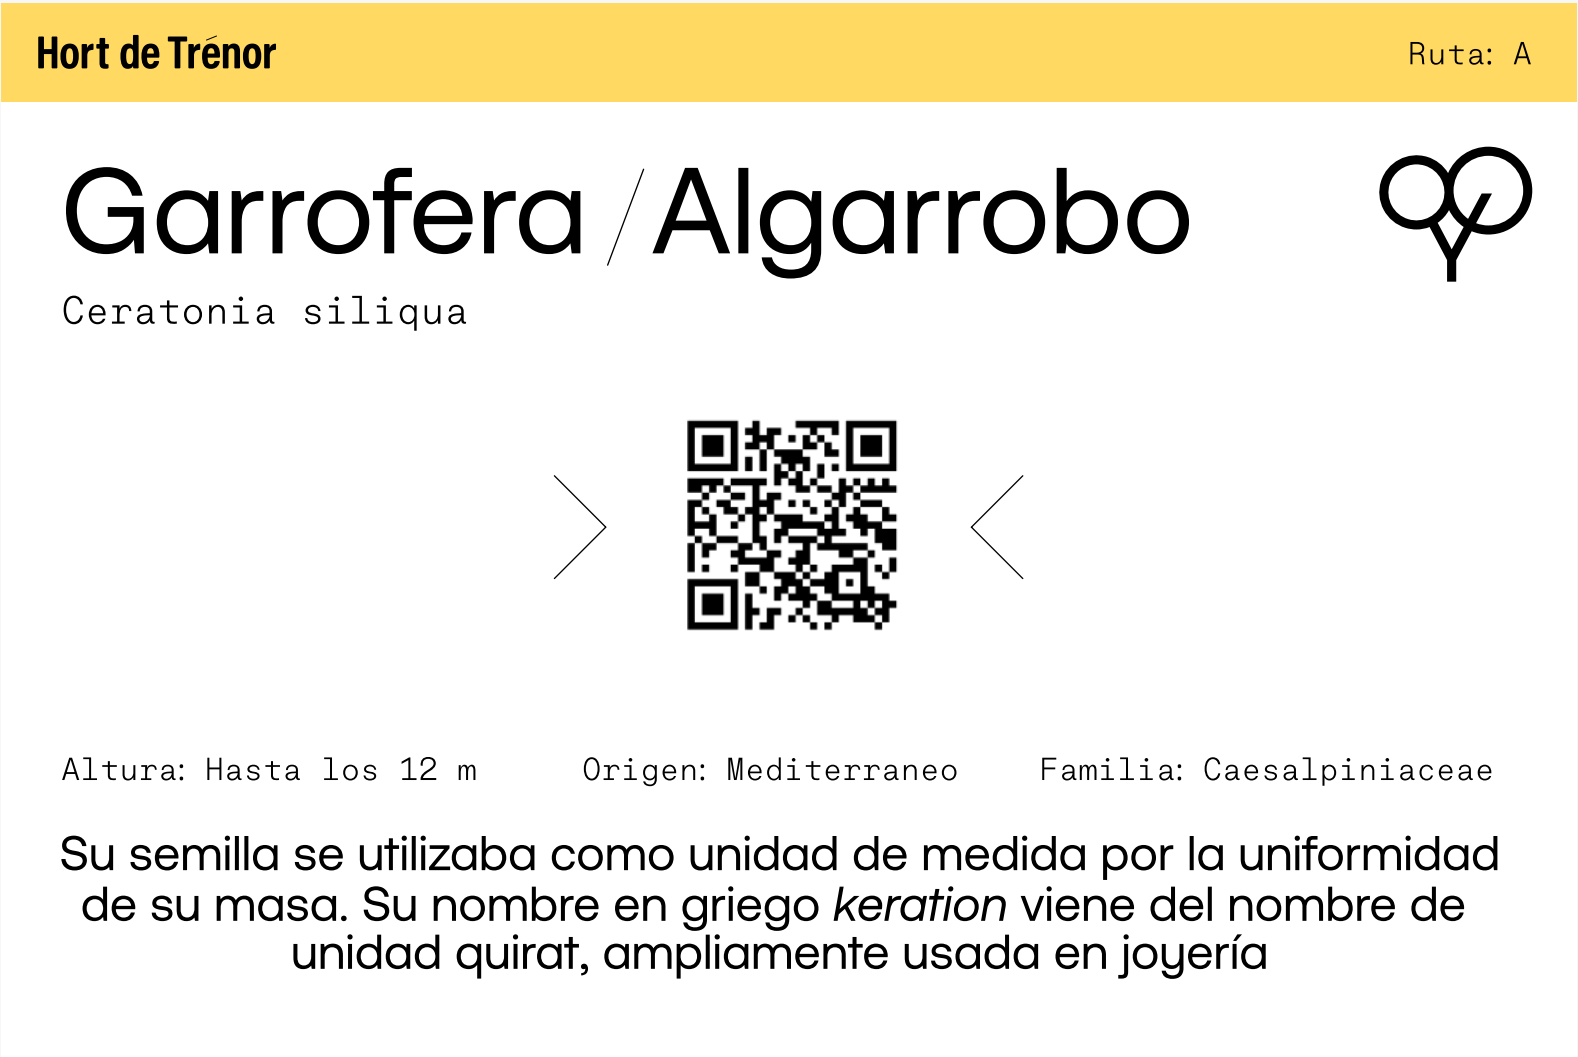 Hort de Trénor
Ruta: A
Garrofera / Algarrobo
Ceratonia siliqua
Altura: Hasta los 12 m
Origen: Mediterraneo
Familia: Caesalpiniaceae
Su semilla se utilizaba como unidad de medida por la uniformidad
de su masa. Su nombre en griego keration viene del nombre de
unidad quirat, ampliamente usada en joyería